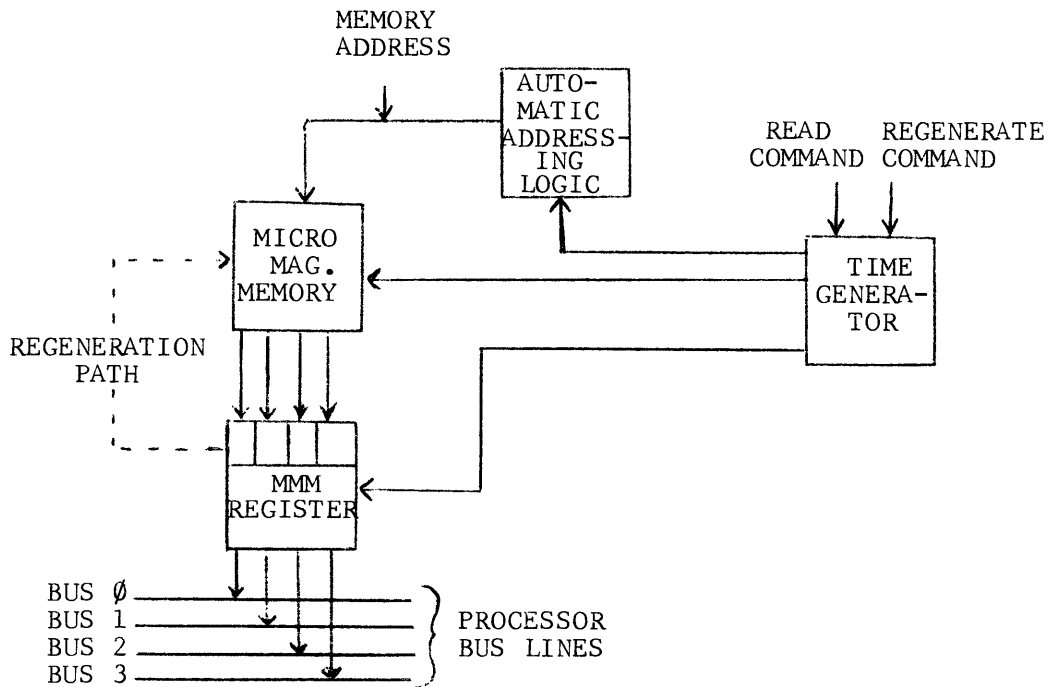 MEMORY
ADDRESS
AUTO-
MATIC
ADDRESS-
ING
LOGIC
READ
COMMAND
REGENERATE
COMMAND
MICRO
MAG.
MEMORY
TIME
GENERA-
TOR
REGENERATION
PATH
MMM
REGISTER
BUS Ø
BUS 1
BUS 2
BUS 3
PROCESSOR
BUS LINES